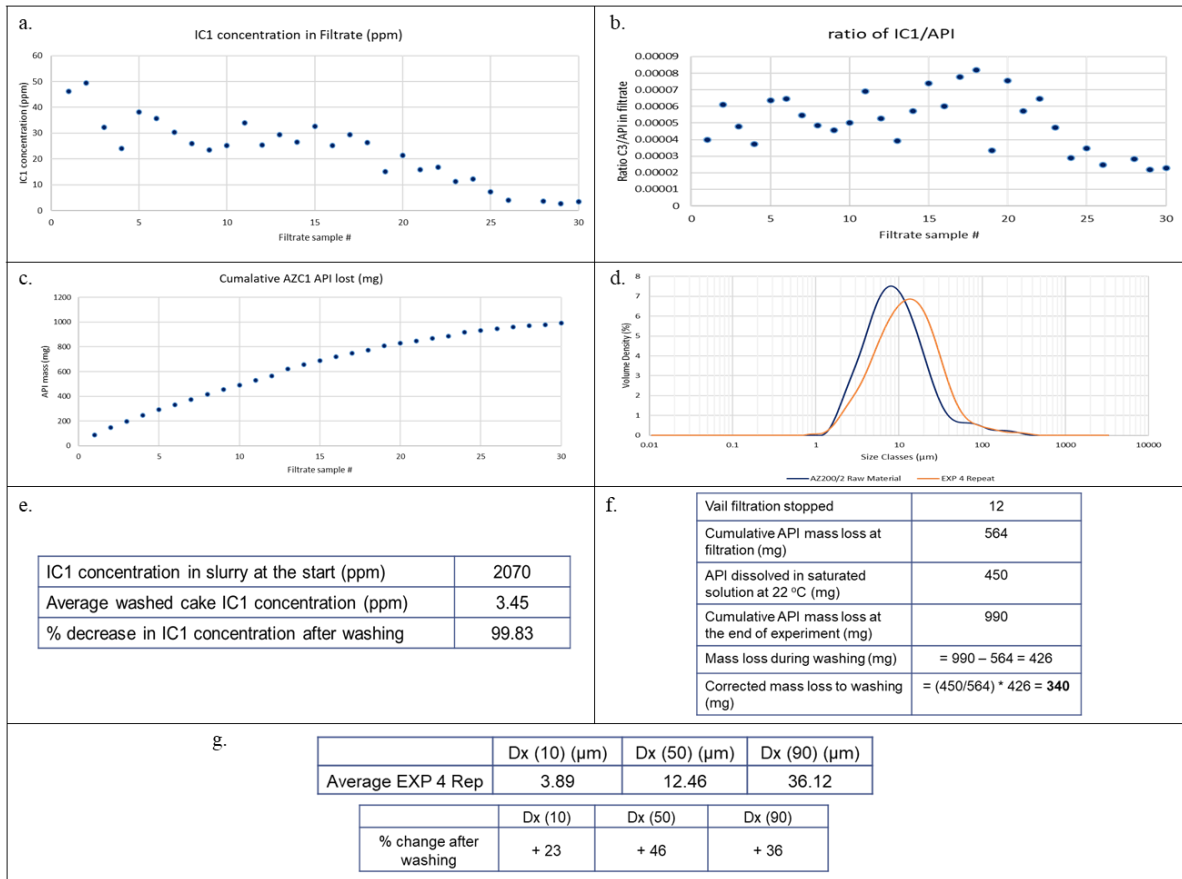 a.
IC1 concentration in Filtrate (ppm)
IC1 concentration (ppm)
60
50
40
30
20
10
0
0 5 10 15 20 25 30
Filtrate sample #
b.
ratio of IC1/API
Ratio C3/API in filtrate
0.00009
0.00008
0.00007
0.00006
0.00005
0.00004
0.00003
0.00002
0.00001
0
0 5 10 15 20 25 30
Filtrate sample #
c.
Cumalative AZC1 API lost (mg)
API mass (mg)
1200
1000
800
600
400
200
0
0 5 10 15 20 25 30
Filtrate sample #
d.
Volume Density (%)
8
7
6
5
4
3
2
1
0
0.01 0.1 1 10 100 1000 10000
Size Classes (µm)
AZ200/2 Raw Material EXP 4 Repeat
e.
IC1 concentration in slurry at the start (ppm) 2070
Average washed cake IC1 concentration (ppm) 3.45
% decrease in IC1 concentration after washing 99.83
f.
Vail filtration stopped 12
Cumulative API mass loss at
filtration (mg) 564
API dissolved in saturated
solution at 22 °C (mg) 450
Cumulative API mass loss at
the end of experiment (mg) 990
Mass loss during washing (mg) = 990 – 564 = 426
Corrected mass loss to washing
(mg) = (450/564) * 426 = 340
g.
Dx (10) (µm) Dx (50) (µm) Dx (90) (µm)
Average EXP 4 Rep 3.89 12.46 36.12
Dx (10) Dx (50) Dx (90)
% change after
washing + 23 + 46 + 36